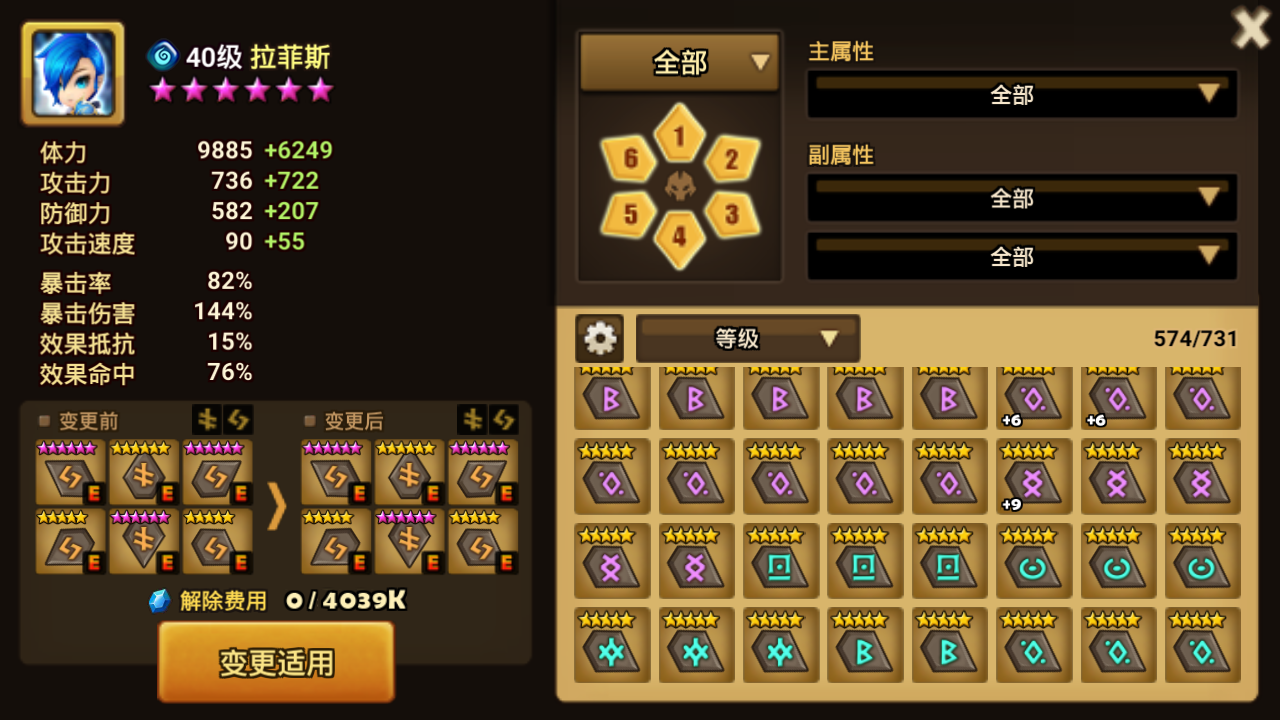 40级 拉菲斯
体力 9885 +6249
攻击力 736 +722
防御力 582 +207
攻击速度 90 +55
暴击率 82%
暴击伤害 144%
效果抵抗 15%
效果命中 76%
变更前
变更后
E E E E E E
E E E E E E
解除费用 0/4039K
变更适用
全部
1
2
3
4
5
6
主属性
全部
副属性
全部
全部
等级
574/731
+6 +6
+9